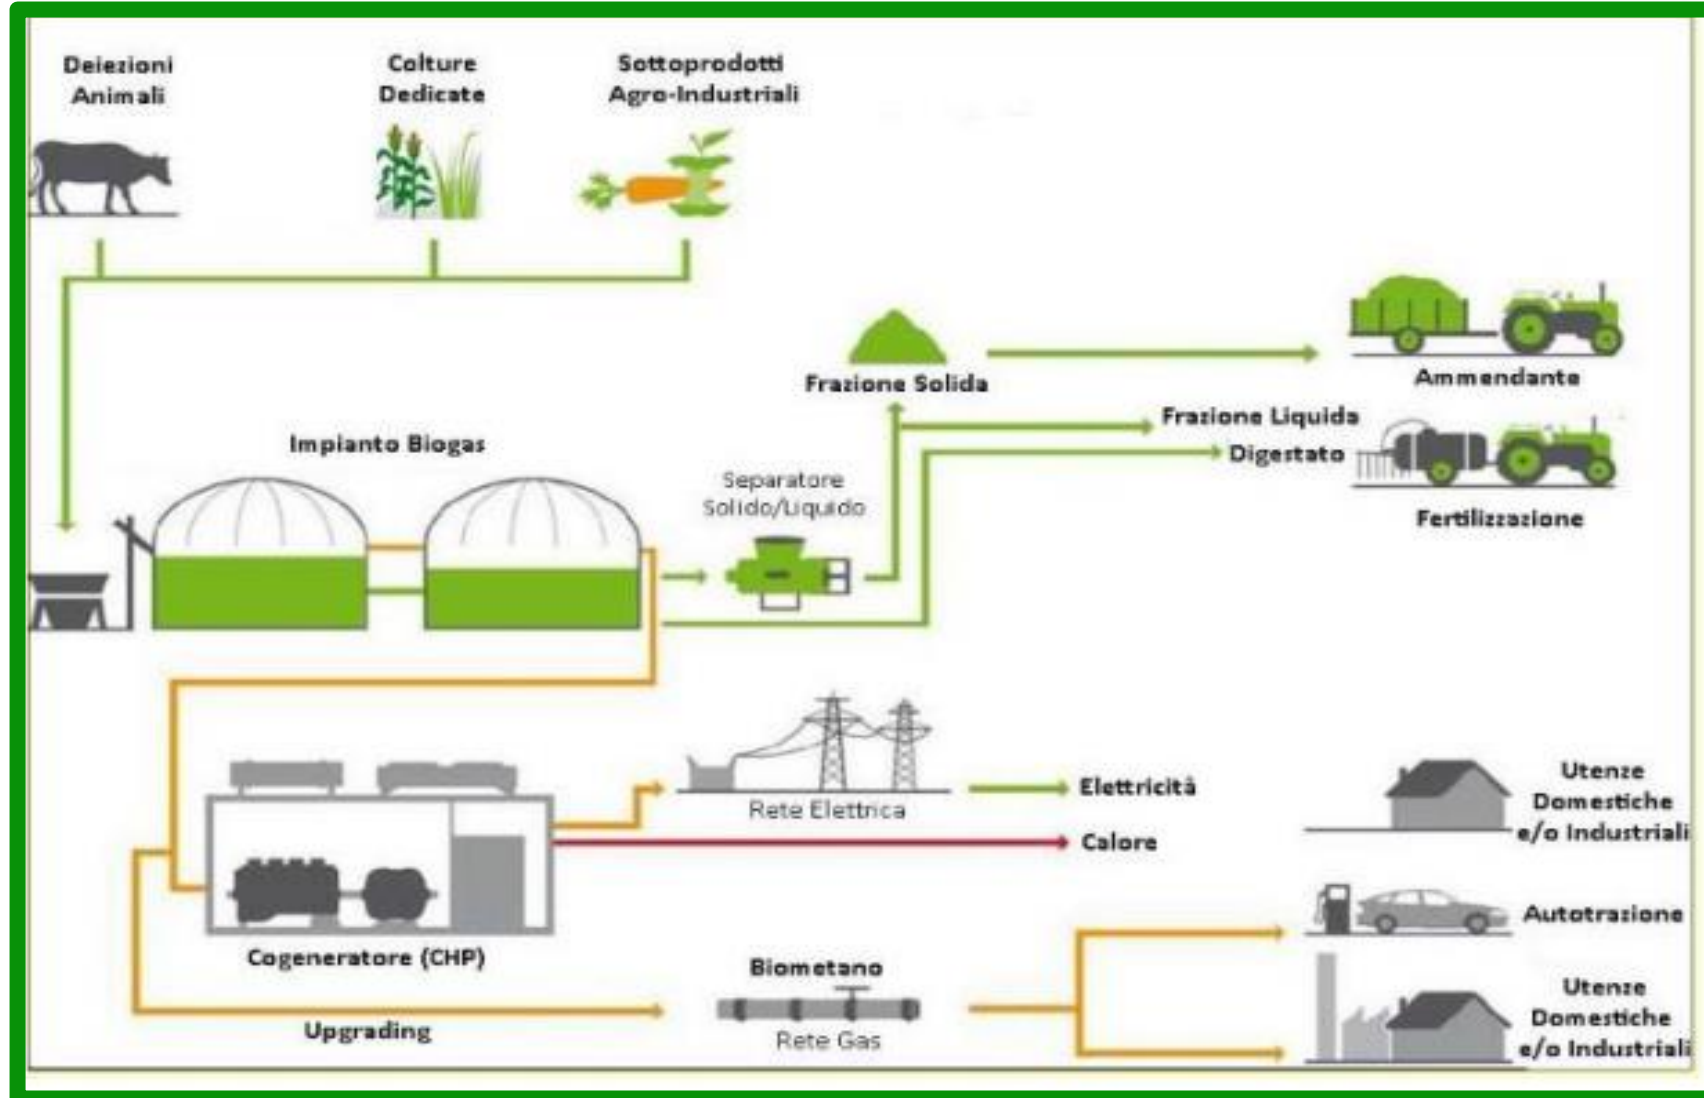 Deiezioni
Animali
Colture
Dedicate
Sottoprodotti
Agro-Industriali
Frazione Solida
Ammendante
Frazione Liquida
Digestato
Fertilizzazione
Impianto Biogas
Separatore
Solido/Liquido
Rete Elettrica
Elettricità
Calore
Utenze
Domestiche
e/o Industriali
Cogeneratore (CHP)
Autotrazione
Biometano
Rete Gas
Upgrading
Utenze
Domestiche
e/o Industriali